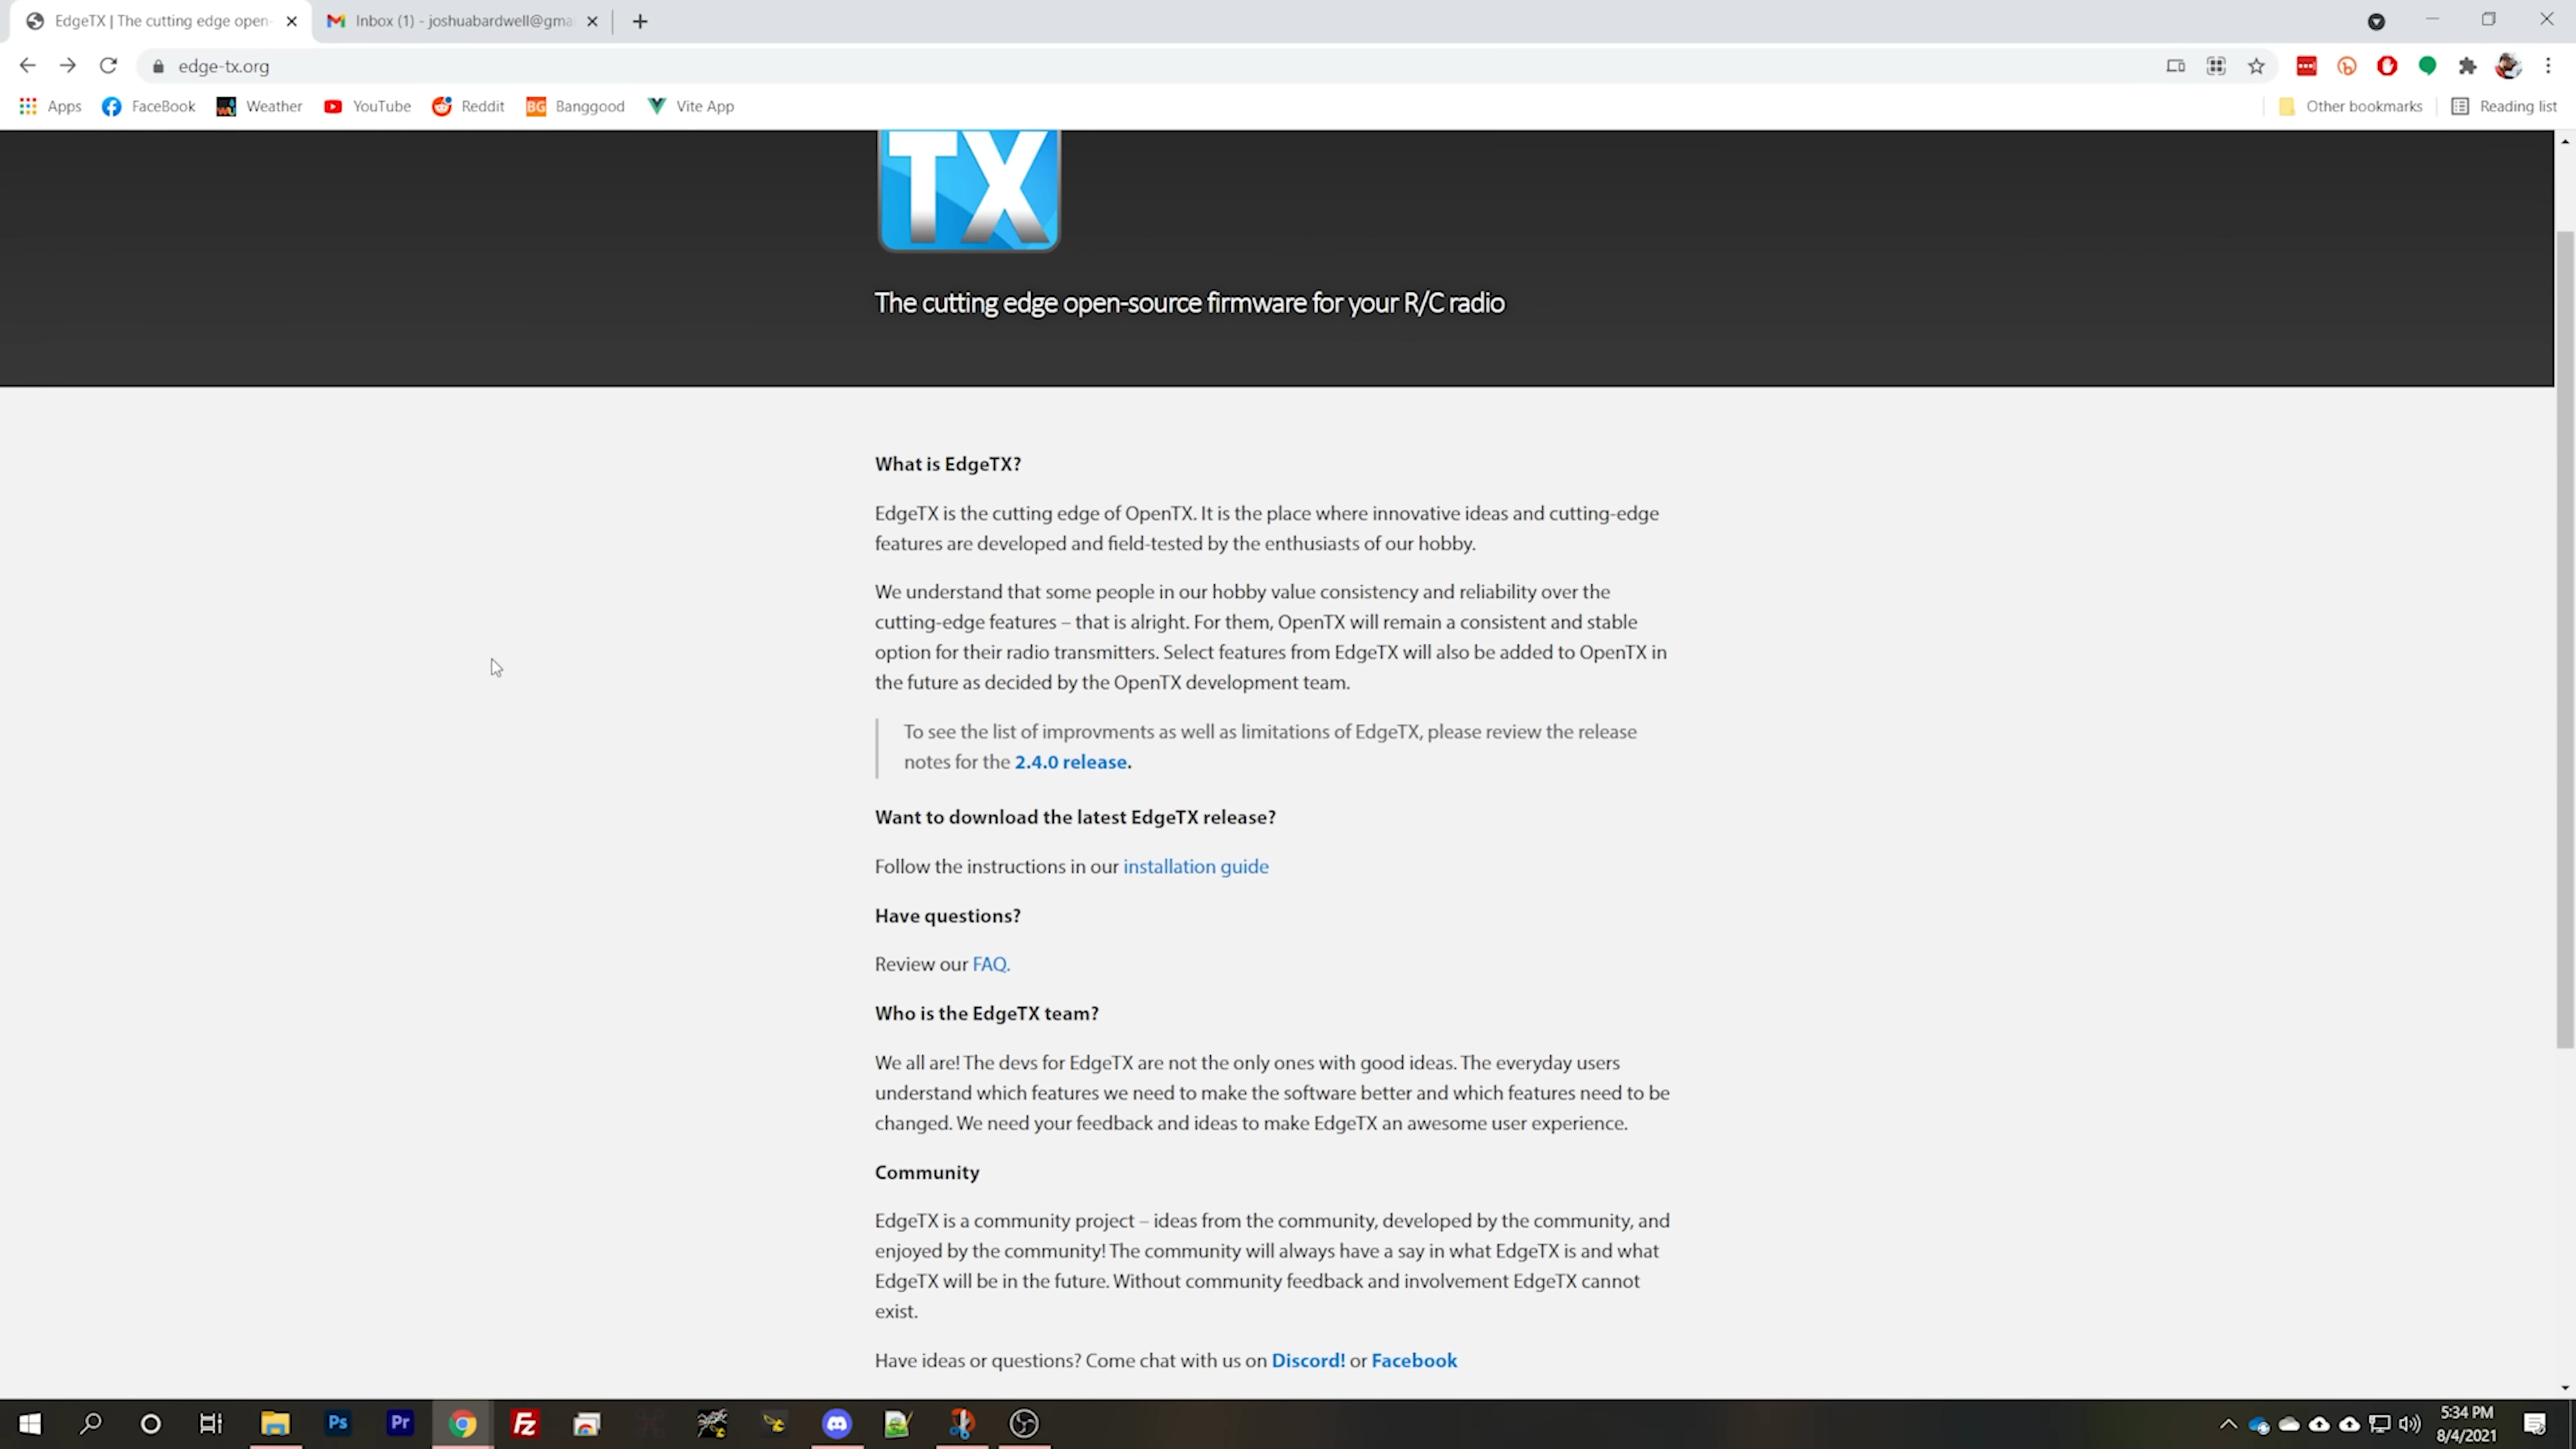 EdgeTX | The cutting edge open-
Inbox (1) - joshuabardwell@gma
edge-tx.org
Apps
FaceBook
Weather
YouTube
Reddit
BG
Banggood
Vite App
Other bookmarks
Reading list
TX
The cutting edge open-source firmware for your R/C radio
What is EdgeTX?
EdgeTX is the cutting edge of OpenTX. It is the place where innovative ideas and cutting-edge
features are developed and field-tested by the enthusiasts of our hobby.
We understand that some people in our hobby value consistency and reliability over the
cutting-edge features – that is alright. For them, OpenTX will remain a consistent and stable
option for their radio transmitters. Select features from EdgeTX will also be added to OpenTX in
the future as decided by the OpenTX development team.
To see the list of improvments as well as limitations of EdgeTX, please review the release
notes for the 2.4.0 release.
Want to download the latest EdgeTX release?
Follow the instructions in our installation guide
Have questions?
Review our FAQ.
Who is the EdgeTX team?
We all are! The devs for EdgeTX are not the only ones with good ideas. The everyday users
understand which features we need to make the software better and which features need to be
changed. We need your feedback and ideas to make EdgeTX an awesome user experience.
Community
EdgeTX is a community project – ideas from the community, developed by the community, and
enjoyed by the community! The community will always have a say in what EdgeTX is and what
EdgeTX will be in the future. Without community feedback and involvement EdgeTX cannot
exist.
Have ideas or questions? Come chat with us on Discord! or Facebook
Ps
Pr
Fz
5:34 PM
8/4/2021